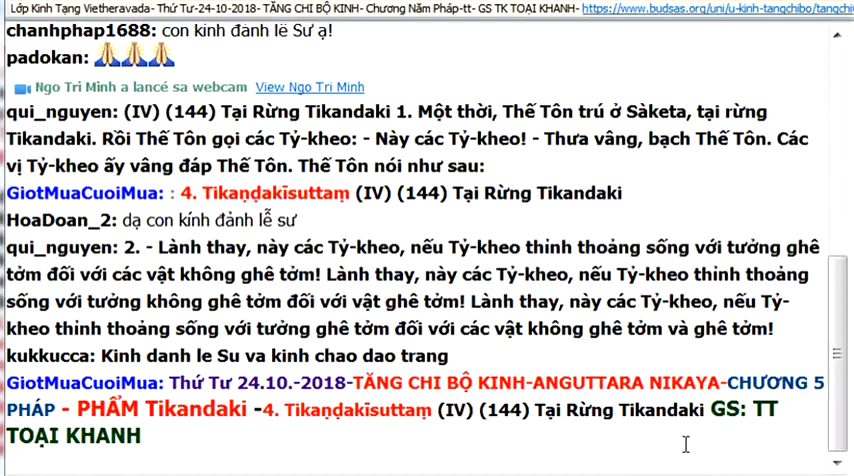 Lớp Kinh Tạng Vietheravada- Thứ Tư-24-10-2018- TĂNG CHI BỘ KINH- Chương Năm Pháp-tt- GS TK TOẠI KHANH- https://www.budsas.org/uni/u-kinh-tangchibo/tangchi
chanhphap1688: con kinh đảnh lễ Sư ạ!
padokan: 🙏🙏🙏
Ngo Tri Minh a lancé sa webcam View Ngo Tri Minh
qui_nguyen: (IV) (144) Tại Rừng Tikandaki 1. Một thời, Thế Tôn trú ở Sàketa, tại rừng
Tikandaki. Rồi Thế Tôn gọi các Tỷ-kheo: - Này các Tỷ-kheo! - Thưa vâng, bạch Thế Tôn. Các
vị Tỷ-kheo ấy vâng đáp Thế Tôn. Thế Tôn nói như sau:
GiotMuaCuoiMua: : 4. Tikaṇḍakīsuttaṃ (IV) (144) Tại Rừng Tikandaki
HoaDoan_2: dạ con kính đảnh lễ sư
qui_nguyen: 2. - Lành thay, này các Tỷ-kheo, nếu Tỷ-kheo thỉnh thoảng sống với tưởng ghê
tởm đối với các vật không ghê tởm! Lành thay, này các Tỷ-kheo, nếu Tỷ-kheo thỉnh thoảng
sống với tưởng không ghê tởm đối với vật ghê tởm! Lành thay, này các Tỷ-kheo, nếu Tỷ-
kheo thỉnh thoảng sống với tưởng ghê tởm đối với các vật không ghê tởm và ghê tởm!
kukkucca: Kinh danh le Su va kinh chao dao trang
GiotMuaCuoiMua: Thứ Tư 24.10.-2018-TĂNG CHI BỘ KINH-ANGUTTARA NIKAYA-CHƯƠNG 5
PHÁP - PHẨM Tikandaki -4. Tikaṇḍakīsuttaṃ (IV) (144) Tại Rừng Tikandaki GS: TT
TOẠI KHANH